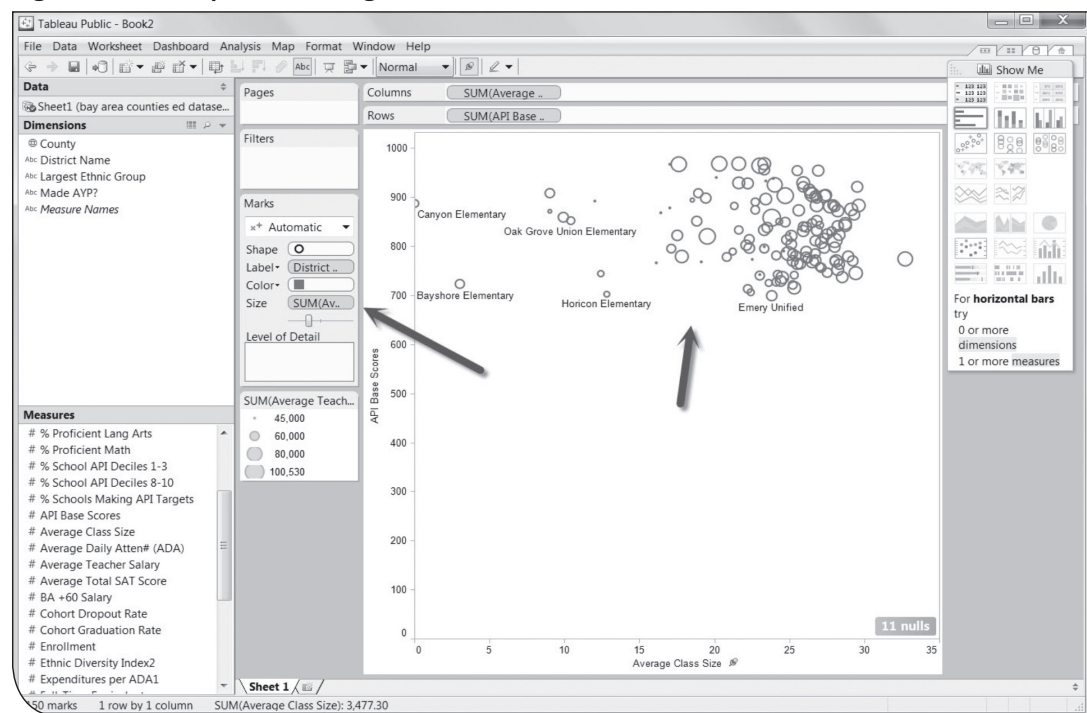 Tableau Public - Book2
File Data Worksheet Dashboard Analysis Map Format Window Help
Abc
Normal
Data
Sheet1 (bay area counties ed datase...
Dimensions
County
Abc District Name
Abc Largest Ethnic Group
Abc Made AYP?
Abc Measure Names
Measures
# % Proficient Lang Arts
# % Proficient Math
# % School API Deciles 1-3
# % School API Deciles 8-10
# % Schools Making API Targets
# API Base Scores
# Average Class Size
# Average Daily Atten# (ADA)
# Average Teacher Salary
# Average Total SAT Score
# BA +60 Salary
# Cohort Dropout Rate
# Cohort Graduation Rate
# Enrollment
# Ethnic Diversity Index2
# Expenditures per ADA1
Pages
Filters
Marks
Automatic
Shape
Label District ..
Color
Size SUM(Av..
Level of Detail
SUM(Average Teach...
45,000
60,000
80,000
100,530
Columns SUM(Average ..
Rows SUM(API Base ..
API Base Scores
1000
900
800
700
600
500
400
300
200
100
0
Canyon Elementary
Oak Grove Union Elementary
Bayshore Elementary
Horicon Elementary
Emery Unified
11 nulls
0 5 10 15 20 25 30 35
Average Class Size
Show Me
For horizontal bars
try
0 or more
dimensions
1 or more measures
Sheet 1
150 marks 1 row by 1 column SUM(Average Class Size): 3,477.30